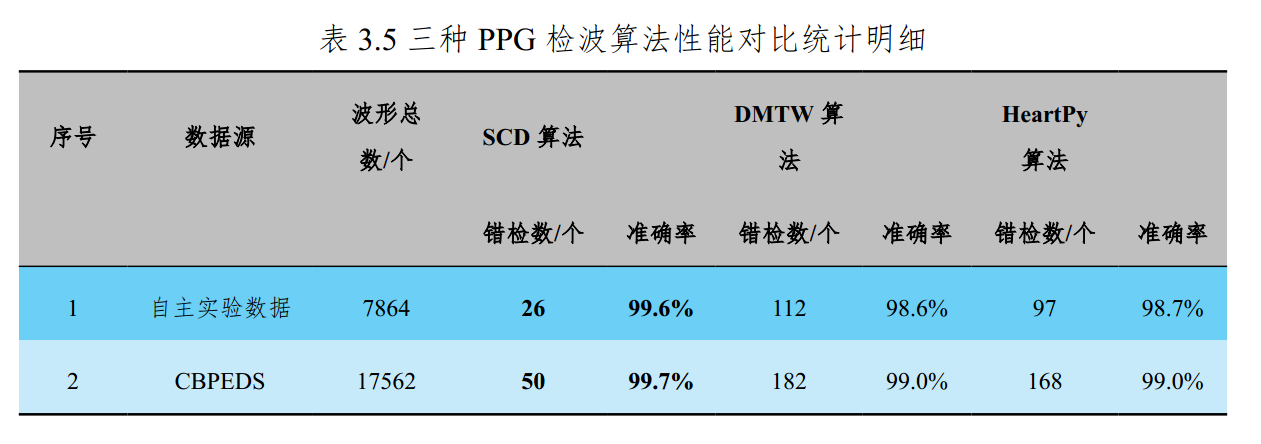 表 3.5 三种 PPG 检波算法性能对比统计明细
序号 数据源 波形总数/个 SCD 算法 DMTW 算法 HeartPy 算法
错检数/个 准确率 错检数/个 准确率 错检数/个 准确率
1 自主实验数据 7864 26 99.6% 112 98.6% 97 98.7%
2 CBPEDS 17562 50 99.7% 182 99.0% 168 99.0%